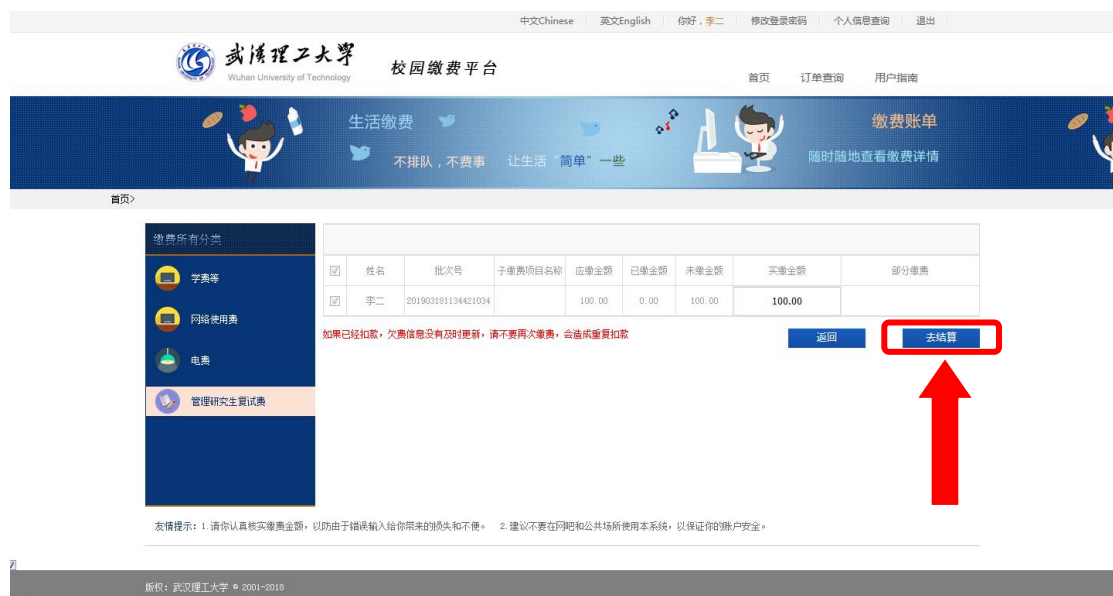 中文Chinese 英文English 你好，李二 修改登录密码 个人信息查询 退出
武汉理工大学
Wuhan University of Technology
校园缴费平台
首页 订单查询 用户指南
生活缴费
不排队，不费事 让生活“简单”一些
缴费账单
随时随地查看缴费详情
首页>
缴费所有分类
学费等
网络使用费
电费
管理研究生复试费
姓名 批次号 子缴费项目名称 应缴金额 已缴金额 未缴金额 实缴金额 部分缴费
李二 201903181134421034 100.00 0.00 100.00 100.00
如果已经扣款，欠费信息没有及时更新，请不要再次缴费，会造成重复扣款
返回 去结算
友情提示：1.请你认真核实缴费金额，以防由于错误输入给你带来的损失和不便。 2.建议不要在网吧和公共场所使用本系统，以保证你的账户安全。
版权：武汉理工大学 © 2001-2018